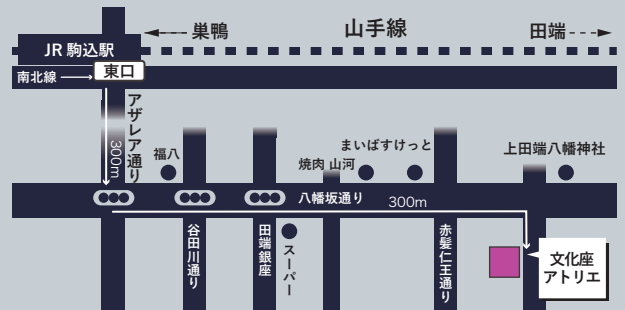 巣鴨
山手線
田端
JR 駒込駅
南北線
東口
アザレア通り
300m
福八
焼肉 山河
まいばすけっと
上田端八幡神社
八幡坂通り
300m
谷田川通り
田端銀座
スーパー
赤髪仁王通り
文化座
アトリエ